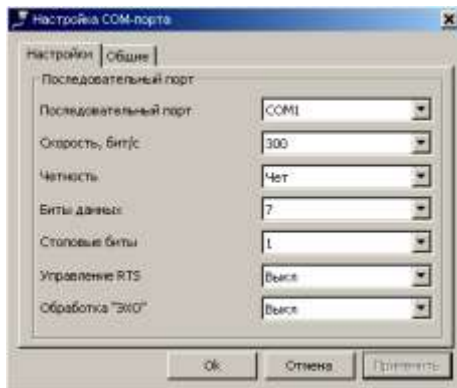 Настройка COM-порта
Настройки Общие
Последовательный порт
Последовательный порт COM1
Скорость, бит/с 300
Четность Чет
Биты данных 7
Стоповые биты 1
Управление RTS Выкл
Обработка "ЭХО" Выкл
Ok Отмена Применить